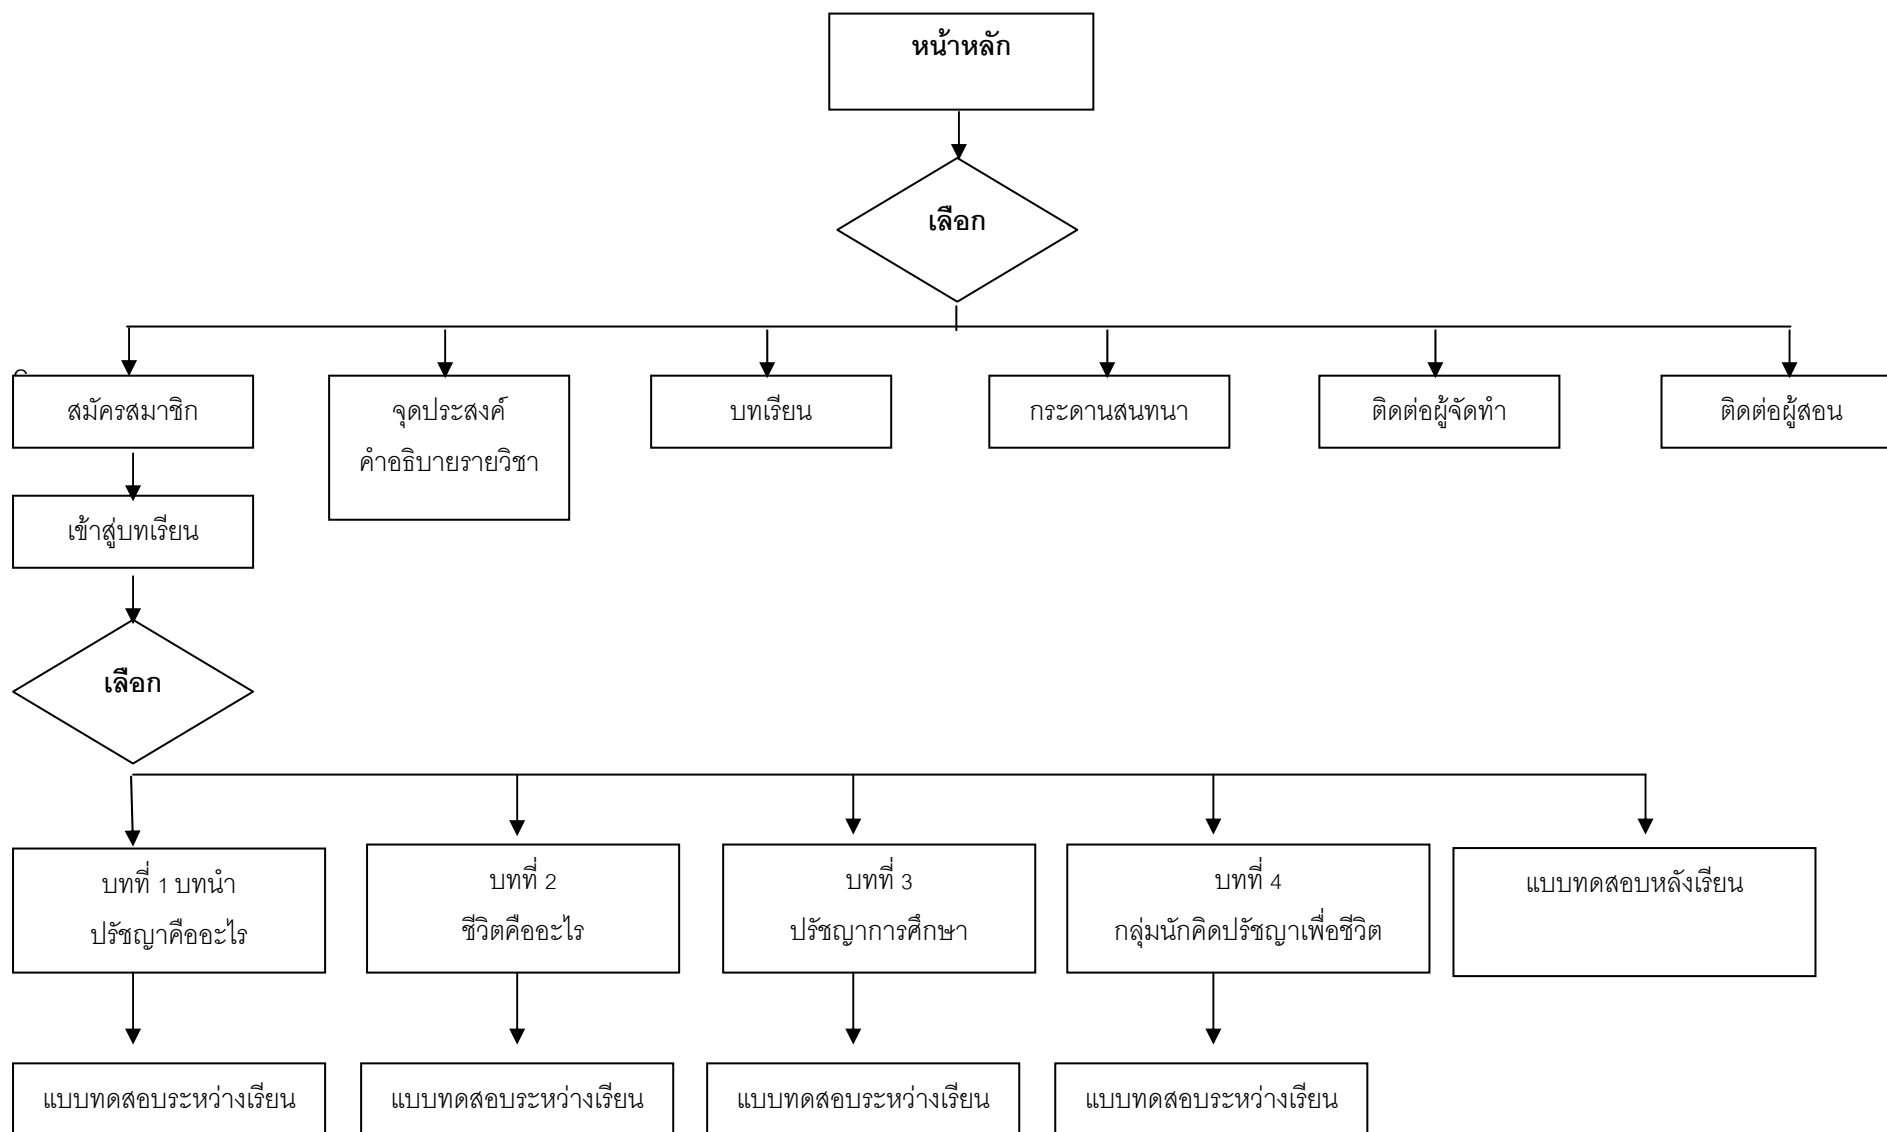 หน้าหลัก
เลือก
สมัครสมาชิก
จุดประสงค์
คำอธิบายรายวิชา
บทเรียน
กระดานสนทนา
ติดต่อผู้จัดทำ
ติดต่อผู้สอน
เข้าสู่บทเรียน
เลือก
บทที่ 1 บทนำ
ปรัชญาคืออะไร
บทที่ 2
ชีวิตคืออะไร
บทที่ 3
ปรัชญาการศึกษา
บทที่ 4
กลุ่มนักคิดปรัชญาเพื่อชีวิต
แบบทดสอบหลังเรียน
แบบทดสอบระหว่างเรียน
แบบทดสอบระหว่างเรียน
แบบทดสอบระหว่างเรียน
แบบทดสอบระหว่างเรียน